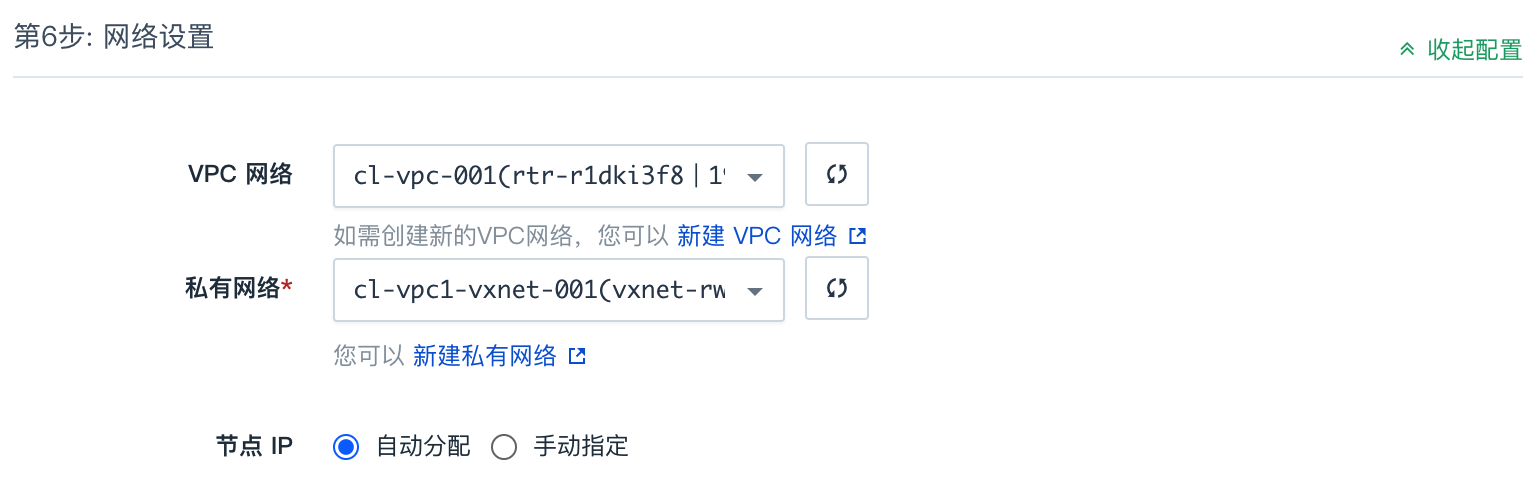 第6步: 网络设置
收起配置
VPC 网络
cl-vpc-001(rtr-r1dki3f8 | 1
如需创建新的VPC网络，您可以 新建 VPC 网络
私有网络*
cl-vpc1-vxnet-001(vxnet-rw
您可以 新建私有网络
节点 IP
自动分配
手动指定